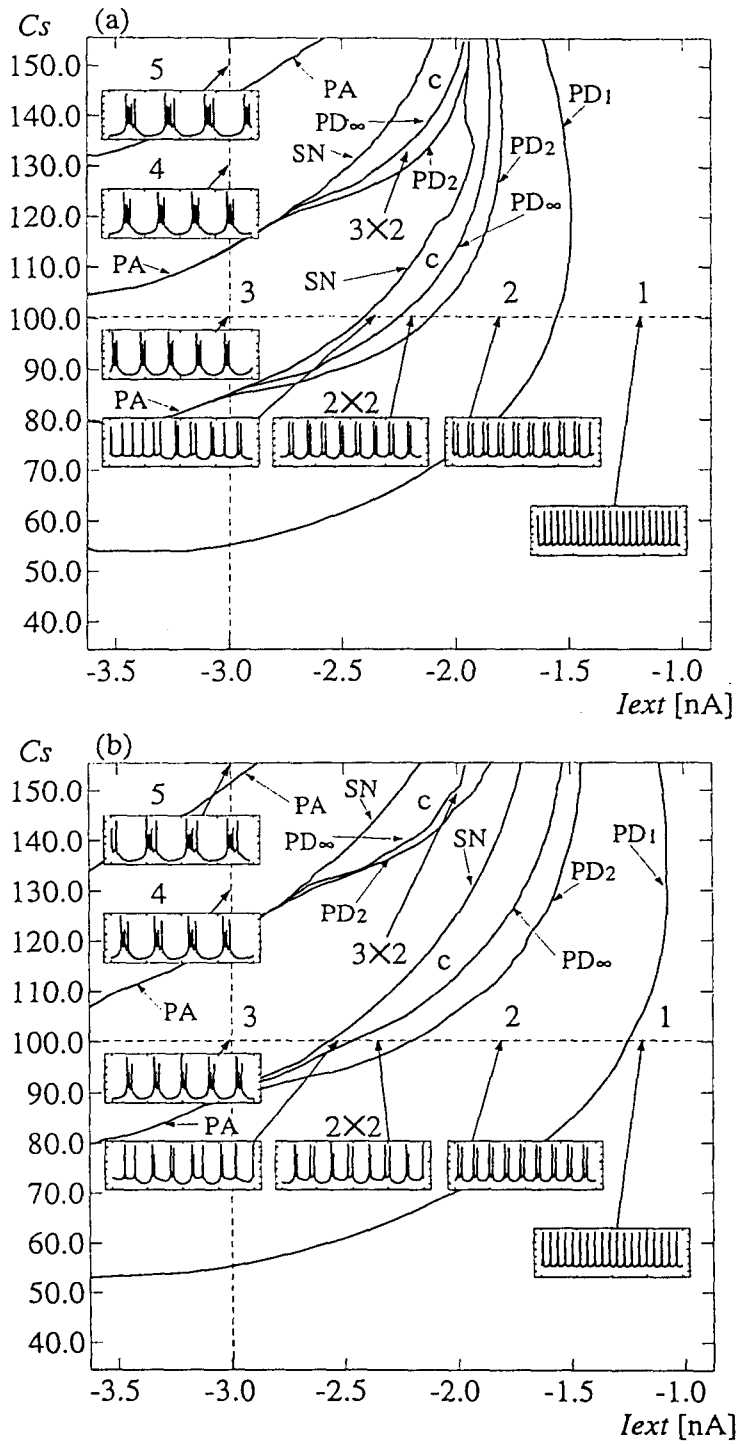 Cs (a)
150.0
140.0
130.0
120.0
110.0
100.0
90.0
80.0
70.0
60.0
50.0
40.0
5
PA
c
PD∞
SN
PD1
PD2
4
PD2
3×2
PD∞
PA
SN
c
3
2
1
PA
2×2
-3.5 -3.0 -2.5 -2.0 -1.5 -1.0
Iext [nA]
Cs (b)
150.0
140.0
130.0
120.0
110.0
100.0
90.0
80.0
70.0
60.0
50.0
40.0
5
PA
SN
c
PD∞
SN
PD1
PD2
4
PD2
3×2
c
PD∞
PA
3
2
1
PA
2×2
-3.5 -3.0 -2.5 -2.0 -1.5 -1.0
Iext [nA]